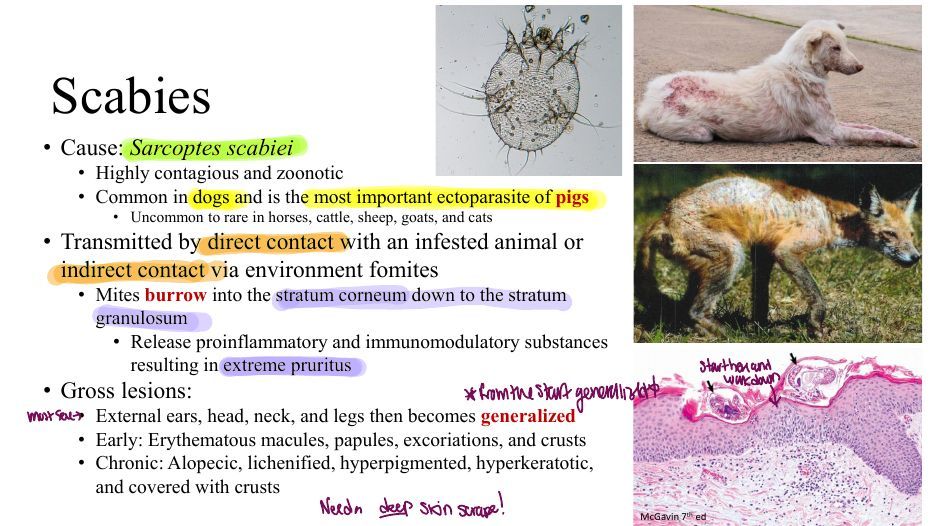 Scabies
• Cause: Sarcoptes scabiei
• Highly contagious and zoonotic
• Common in dogs and is the most important ectoparasite of pigs
• Uncommon to rare in horses, cattle, sheep, goats, and cats
• Transmitted by direct contact with an infested animal or
indirect contact via environment fomites
• Mites burrow into the stratum corneum down to the stratum
granulosum
• Release proinflammatory and immunomodulatory substances
resulting in extreme pruritus
• Gross lesions:
* from the start generalized
• External ears, head, neck, and legs then becomes generalized
• Early: Erythematous macules, papules, excoriations, and crusts
• Chronic: Alopecic, lichenified, hyperpigmented, hyperkeratotic,
and covered with crusts
Need a deep skin scrape!
start here and
work down
McGavin 7th ed